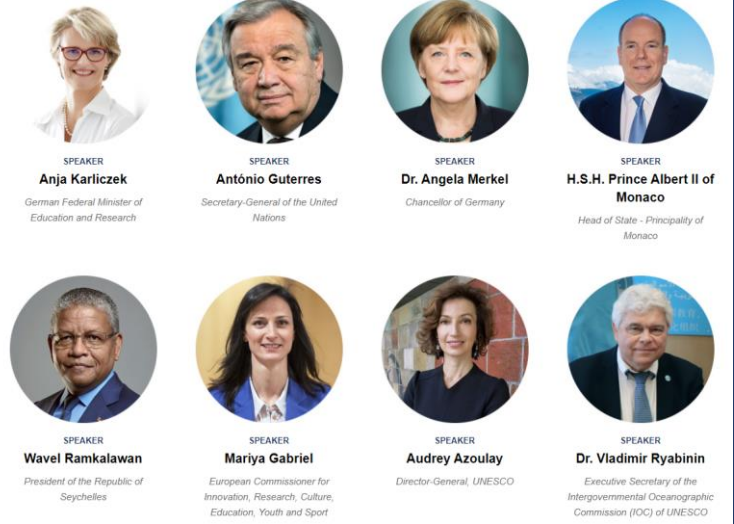 SPEAKER
Anja Karliczek
German Federal Minister of
Education and Research
SPEAKER
António Guterres
Secretary-General of the United
Nations
SPEAKER
Dr. Angela Merkel
Chancellor of Germany
SPEAKER
H.S.H. Prince Albert II of
Monaco
Head of State - Principality of
Monaco
SPEAKER
Wavel Ramkalawan
President of the Republic of
Seychelles
SPEAKER
Mariya Gabriel
European Commissioner for
Innovation, Research, Culture,
Education, Youth and Sport
SPEAKER
Audrey Azoulay
Director-General, UNESCO
SPEAKER
Dr. Vladimir Ryabinin
Executive Secretary of the
Intergovernmental Oceanographic
Commission (IOC) of UNESCO